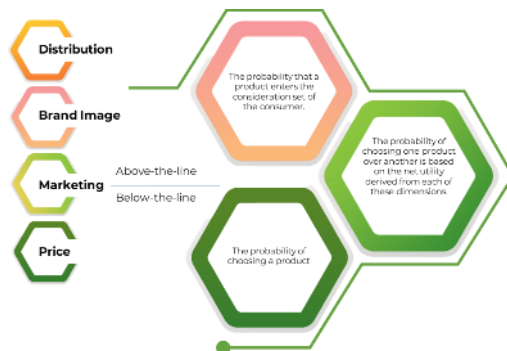 Distribution
Brand Image
Marketing
Above-the-line
Below-the-line
Price
The probability that a
product enters the
consideration set of
the consumer.
The probability of
choosing one product
over another is based
on the net utility
derived from each of
these dimensions
The probability of
choosing a product